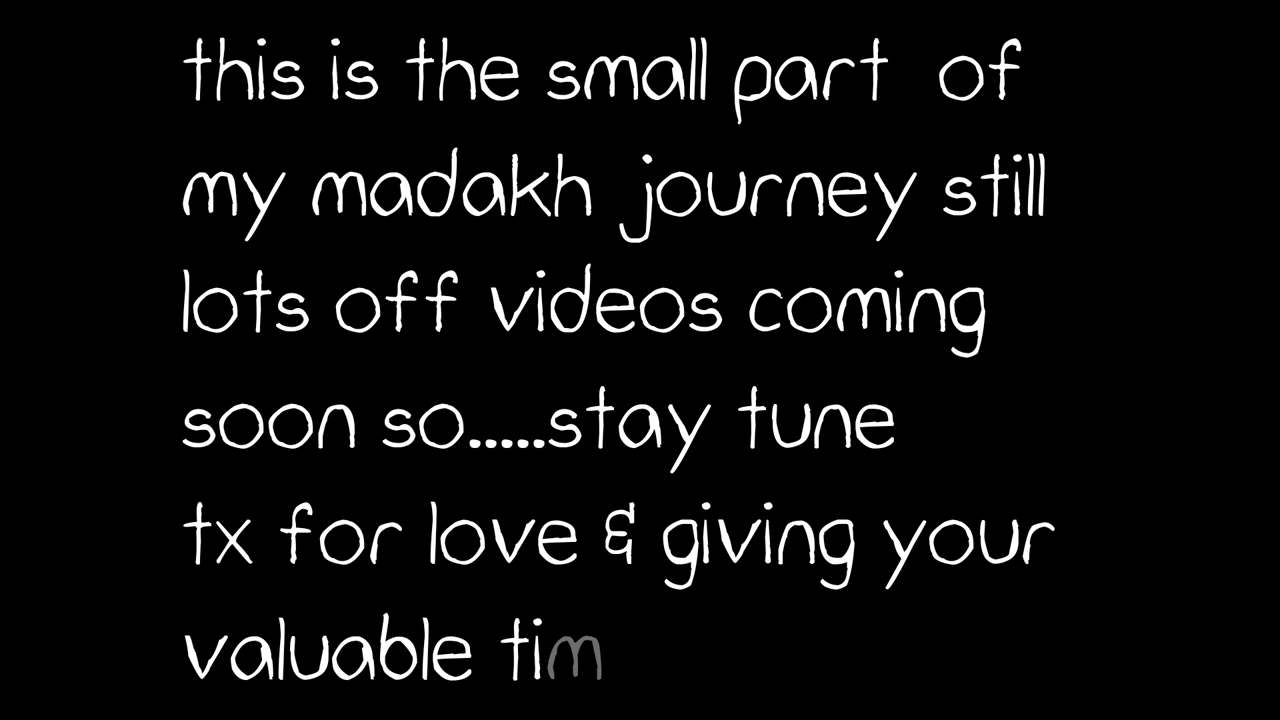 this is the small part of
my madakh journey still
lots off videos coming
soon so.....stay tune
tx for love & giving your
valuable tim